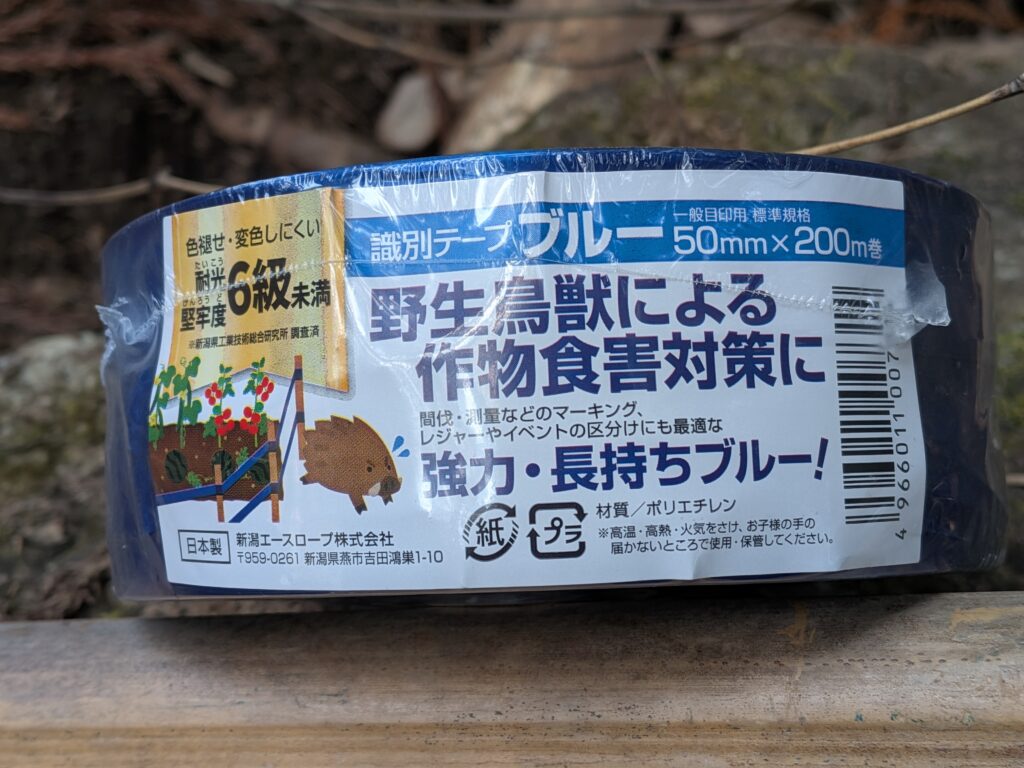 色褪せ・変色しにくい
たいこう
耐光
けんろうど
堅牢度
6級未満
※新潟県工業技術総合研究所 調査済
識別テープ ブルー
一般目印用 標準規格
50mm×200m巻
野生鳥獣による
作物食害対策に
間伐・測量などのマーキング、
レジャーやイベントの区分けにも最適な
強力・長持ちブルー!
紙
プラ
材質/ポリエチレン
※高温・高熱・火気をさけ、お子様の手の
届かないところで使用・保管してください。
日本製
新潟エースロープ株式会社
〒959-0261 新潟県燕市吉田鴻巣1-10